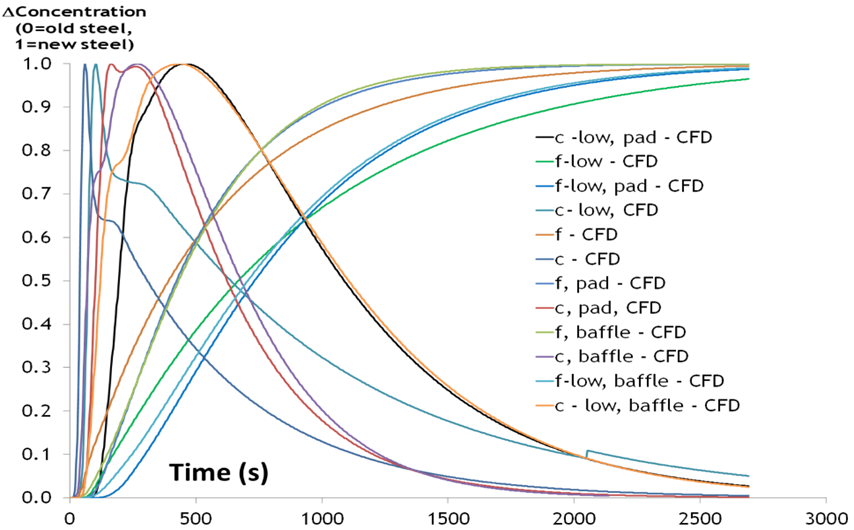 ΔConcentration
(0=old steel,
1=new steel)
1.0
0.9
0.8
0.7
0.6
0.5
0.4
0.3
0.2
0.1
0.0
c -low, pad - CFD
f-low - CFD
f-low, pad - CFD
c- low, CFD
f - CFD
c - CFD
f, pad - CFD
c, pad, CFD
f, baffle - CFD
c, baffle - CFD
f-low, baffle - CFD
c - low, baffle - CFD
Time (s)
0 500 1000 1500 2000 2500 3000